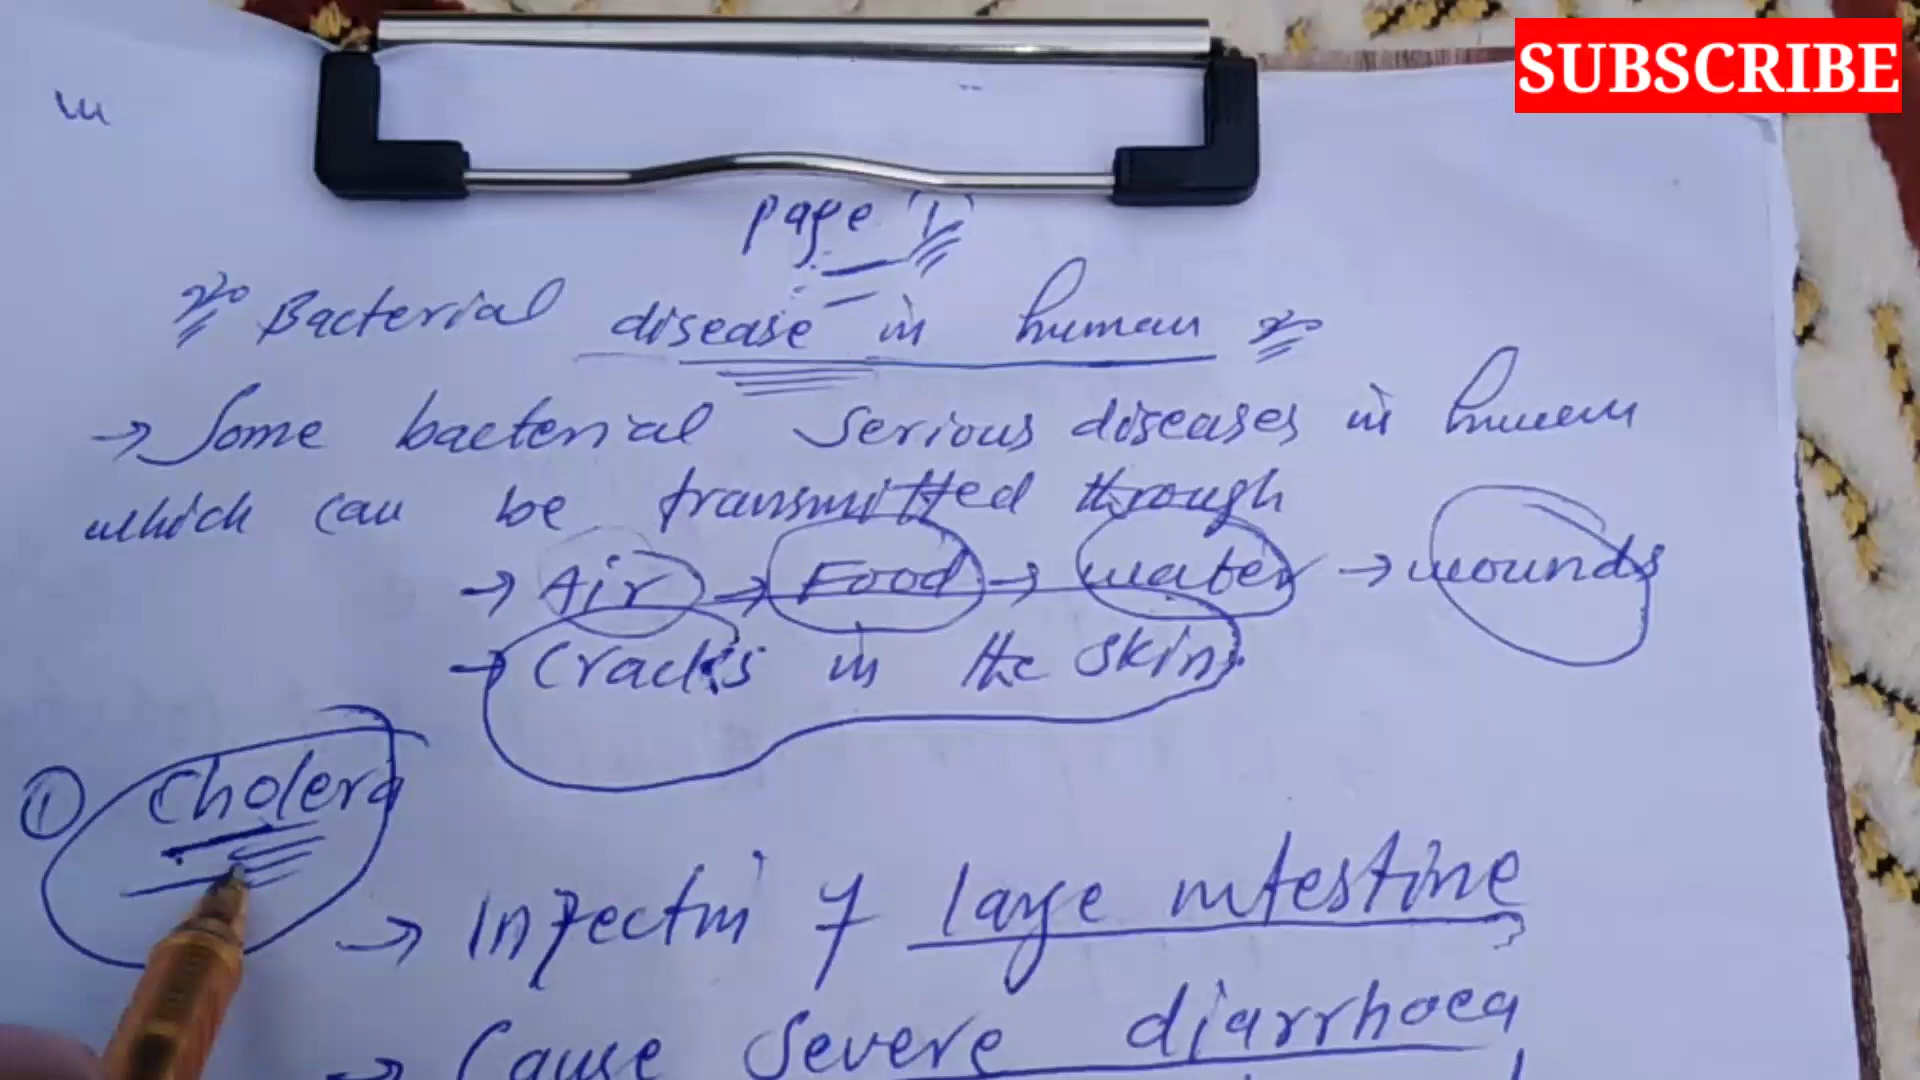 SUBSCRIBE
page 1
Bacterial disease in human
→ Some bacterial serious diseases in human
which can be transmitted through
→ Air → Food → water → wounds
→ Cracks in the skin
① Cholera
→ Infection of large intestine
→ Cause severe diarrhoea